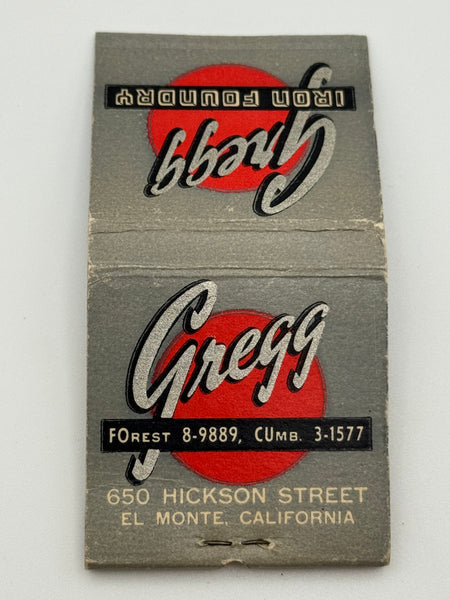 IRON FOUNDRY
Gregg
Gregg
FOREST 8-9889, CUMB. 3-1577
650 HICKSON STREET
EL MONTE, CALIFORNIA